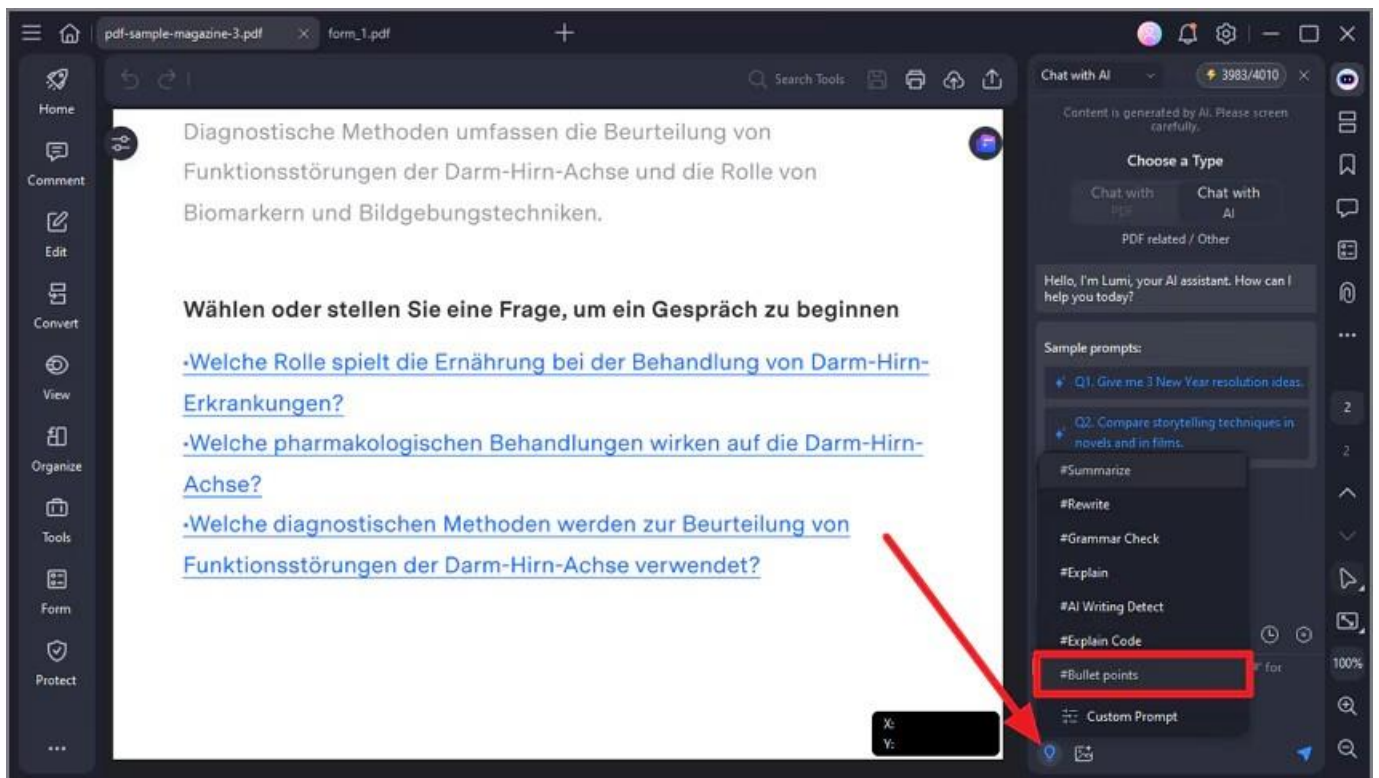 pdf-sample-magazine-3.pdf
form_1.pdf
Home
Comment
Edit
Convert
View
Organize
Tools
Form
Protect
Search Tools
Diagnostische Methoden umfassen die Beurteilung von
Funktionsstörungen der Darm-Hirn-Achse und die Rolle von
Biomarkern und Bildgebungstechniken.
Wählen oder stellen Sie eine Frage, um ein Gespräch zu beginnen
•Welche Rolle spielt die Ernährung bei der Behandlung von Darm-Hirn-
Erkrankungen?
•Welche pharmakologischen Behandlungen wirken auf die Darm-Hirn-
Achse?
•Welche diagnostischen Methoden werden zur Beurteilung von
Funktionsstörungen der Darm-Hirn-Achse verwendet?
X:
Y:
Chat with AI
3983/4010
Content is generated by AI. Please screen
carefully.
Choose a Type
Chat with
PDF
Chat with
AI
PDF related / Other
Hello, I'm Lumi, your AI assistant. How can I
help you today?
Sample prompts:
Q1. Give me 3 New Year resolution ideas.
Q2. Compare storytelling techniques in
novels and in films.
#Summarize
#Rewrite
#Grammar Check
#Explain
#AI Writing Detect
#Explain Code
#Bullet points
for
Custom Prompt
2
2
100%